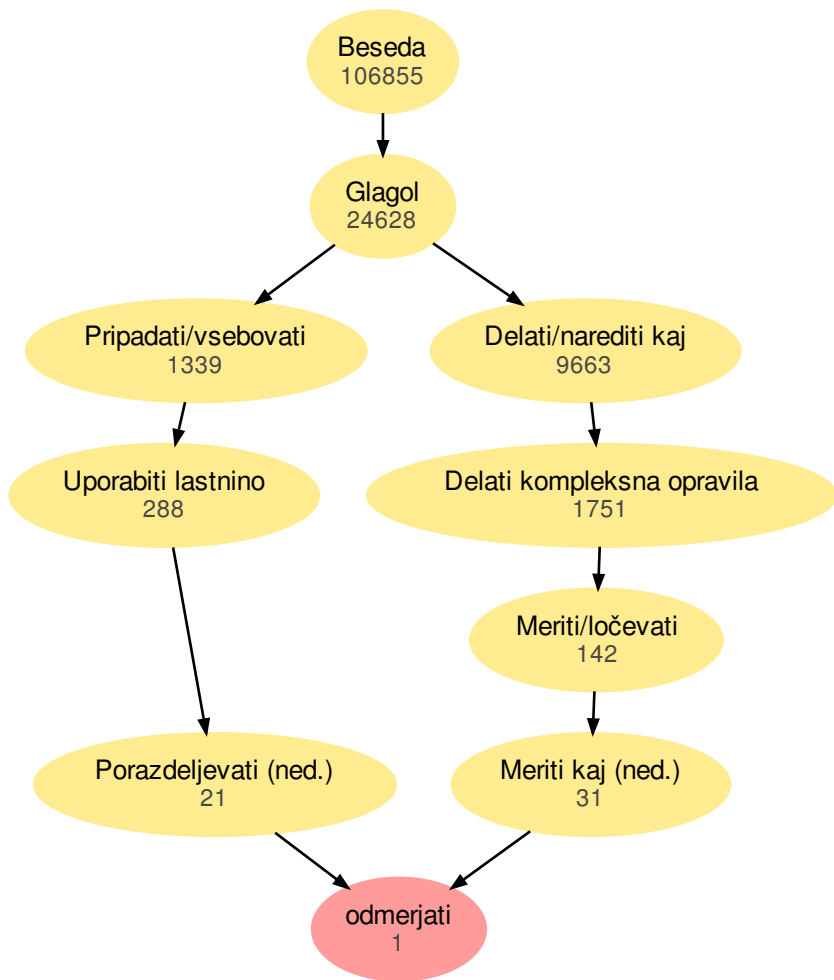 Beseda
106855
Glagol
24628
Pripadati/vsebovati
1339
Delati/narediti kaj
9663
Uporabiti lastnino
288
Delati kompleksna opravila
1751
Meriti/ločevati
142
Porazdeljevati (ned.)
21
Meriti kaj (ned.)
31
odmerjati
1